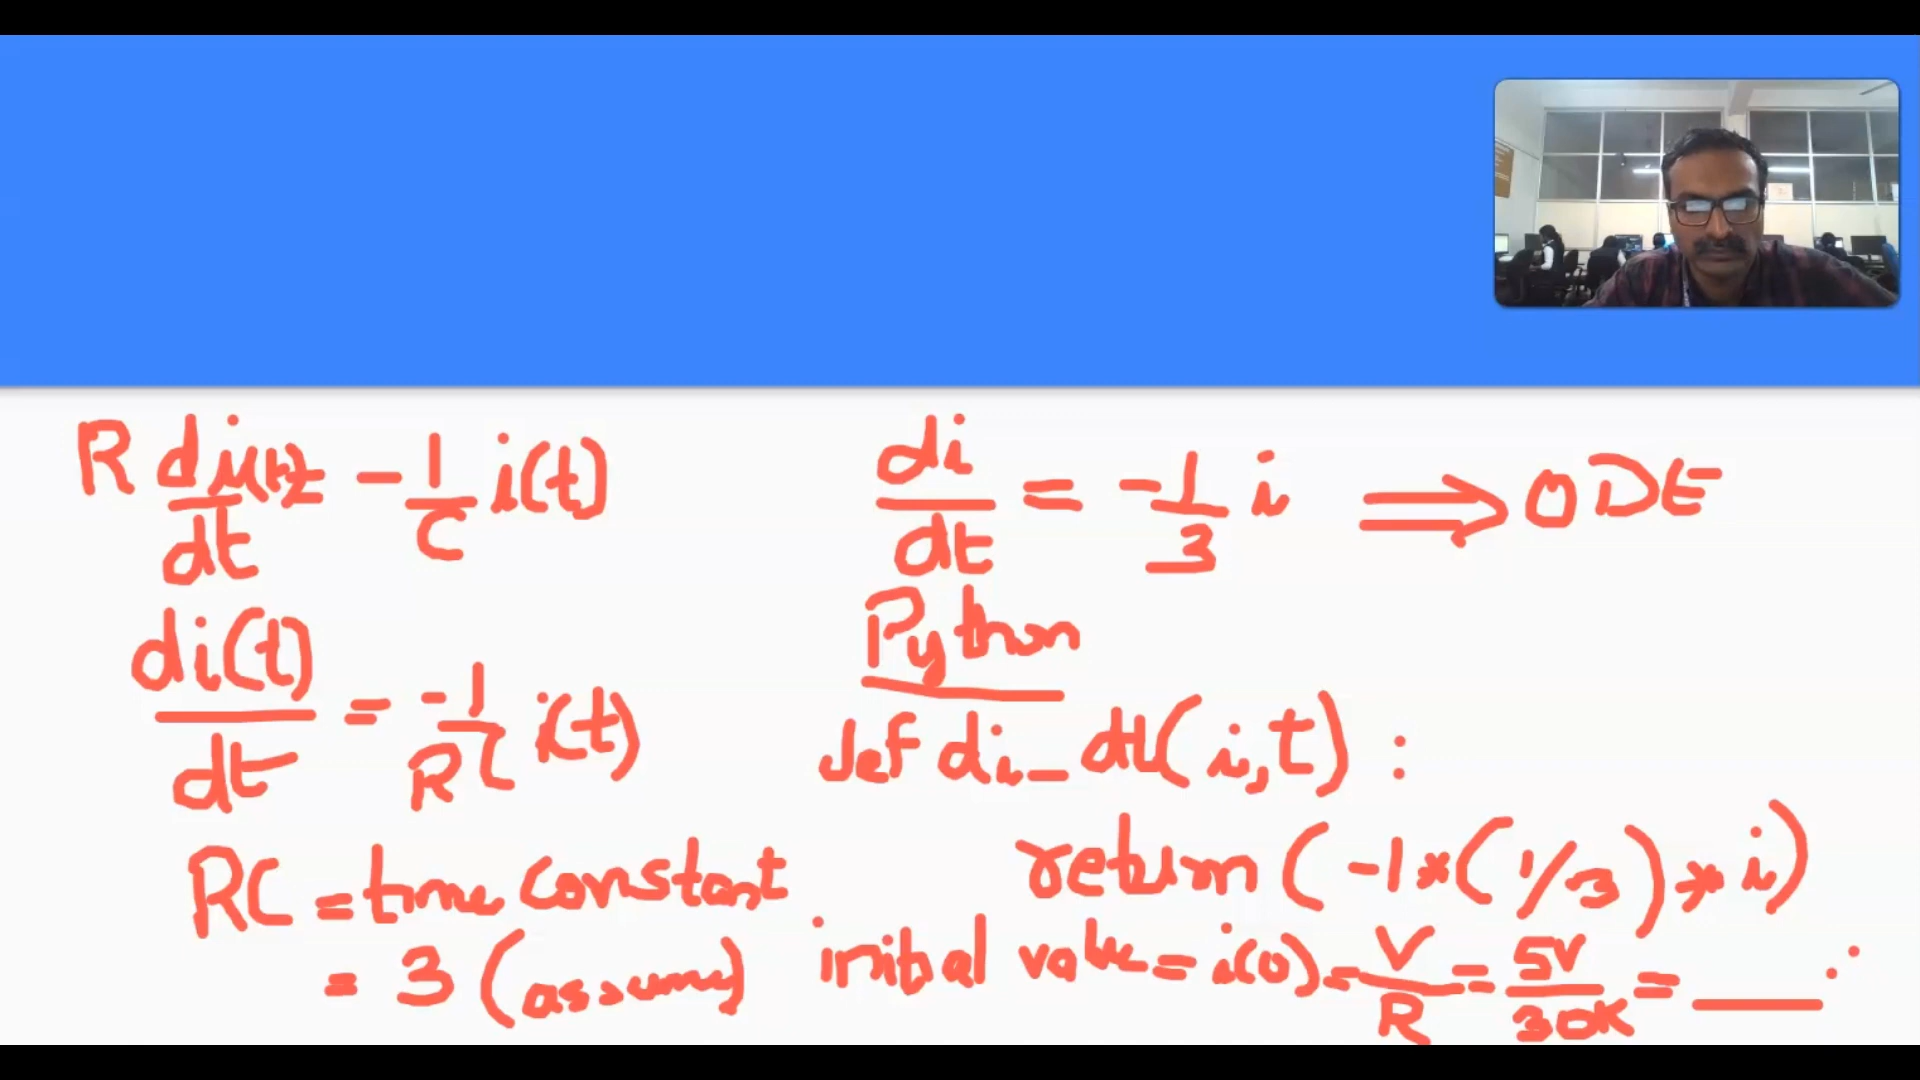 R di(t)/dt = -1/C i(t)
di(t)/dt = -1/RC i(t)
RC = time constant
= 3 (assume)
di/dt = -1/3 i ⟹ ODE
Python
def di_dt(i,t) :
return (-1*(1/3)*i)
initial value = i(0) = V/R = 5V/30K = ____